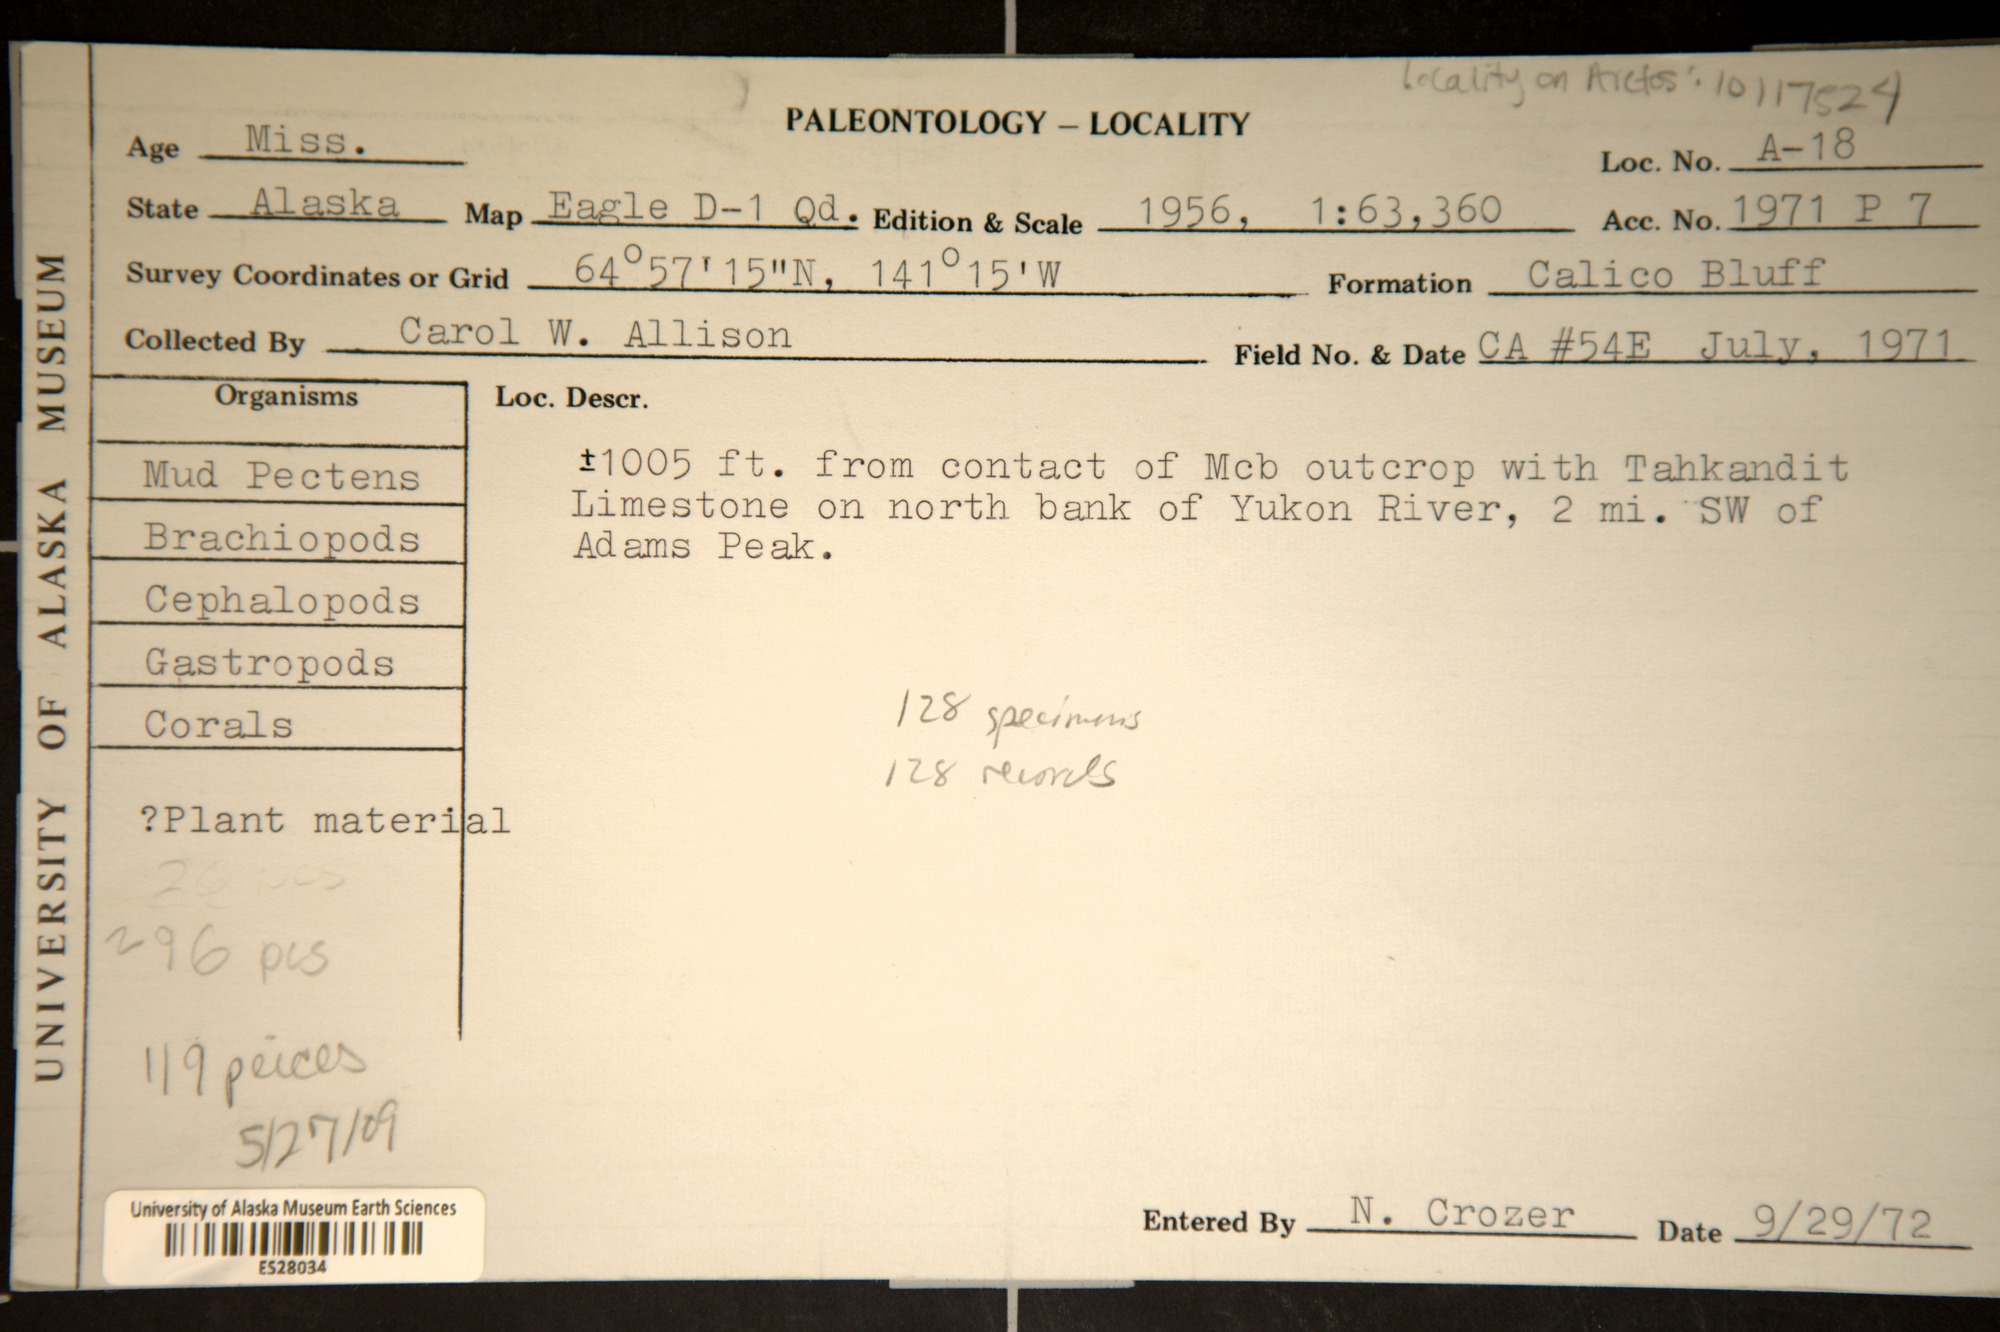 Locality on Arctos: 10117524
PALEONTOLOGY – LOCALITY
Age Miss.
Loc. No. A-18
State Alaska Map Eagle D-1 Qd. Edition & Scale 1956, 1:63,360 Acc. No. 1971 P 7
Survey Coordinates or Grid 64°57'15"N, 141°15'W Formation Calico Bluff
Collected By Carol W. Allison Field No. & Date CA #54E July, 1971
Organisms
Mud Pectens
Brachiopods
Cephalopods
Gastropods
Corals
?Plant material
26 pcs
~96 pcs
119 peices
5/27/09
Loc. Descr.
±1005 ft. from contact of Mcb outcrop with Tahkandit
Limestone on north bank of Yukon River, 2 mi. SW of
Adams Peak.
128 specimens
128 records
Entered By N. Crozer Date 9/29/72
University of Alaska Museum Earth Sciences
ES28034
UNIVERSITY OF ALASKA MUSEUM